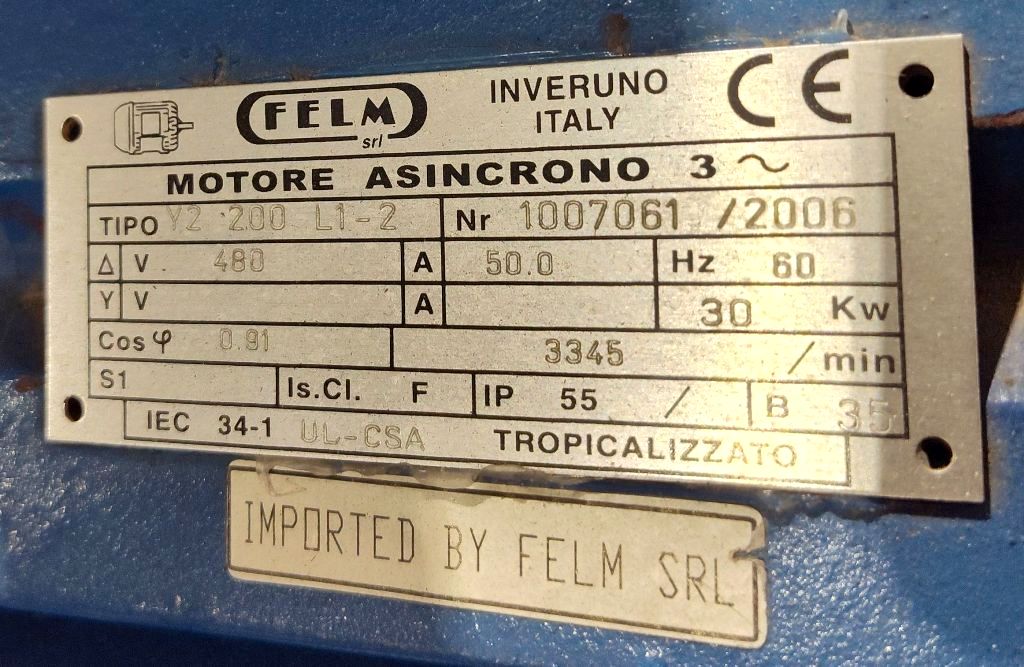 FELM srl INVERUNO ITALY CE
MOTORE ASINCRONO 3 ~
TIPO Y2 200 L1-2 Nr 1007061 /2006
Δ V. 480 A 50.0 Hz 60
Y V A 30 Kw
Cos φ 0.91 3345 /min
S1 Is.Cl. F IP 55 / B 35
IEC 34-1 UL-CSA TROPICALIZZATO
IMPORTED BY FELM SRL